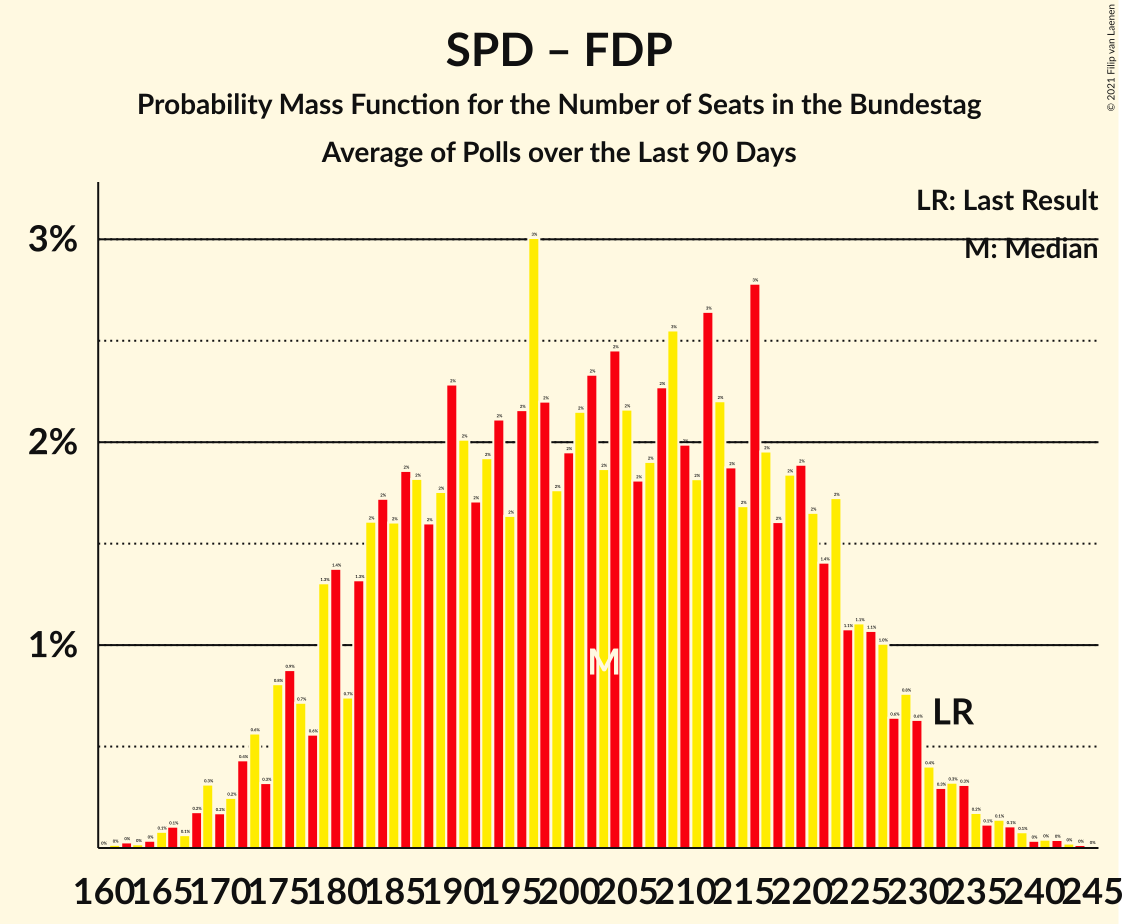 SPD – FDP
Probability Mass Function for the Number of Seats in the Bundestag
Average of Polls over the Last 90 Days
© 2021 Filip van Laenen
LR: Last Result
M: Median
3%
2%
1%
M
LR
160 165 170 175 180 185 190 195 200 205 210 215 220 225 230 235 240 245